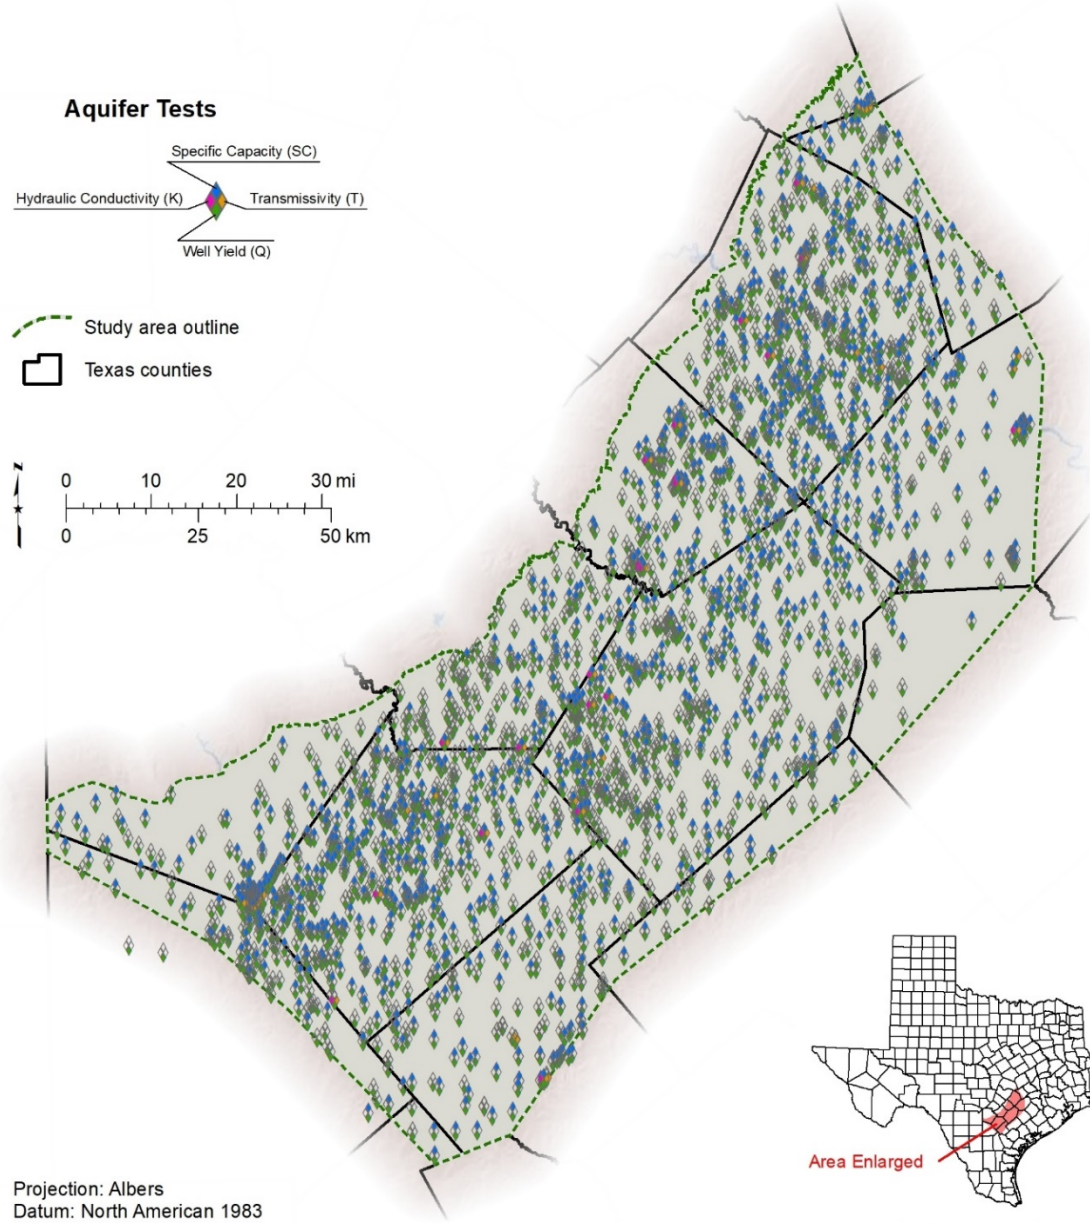 Aquifer Tests
Specific Capacity (SC)
Hydraulic Conductivity (K)
Transmissivity (T)
Well Yield (Q)
Study area outline
Texas counties
N
0 10 20 30 mi
0 25 50 km
Area Enlarged
Projection: Albers
Datum: North American 1983